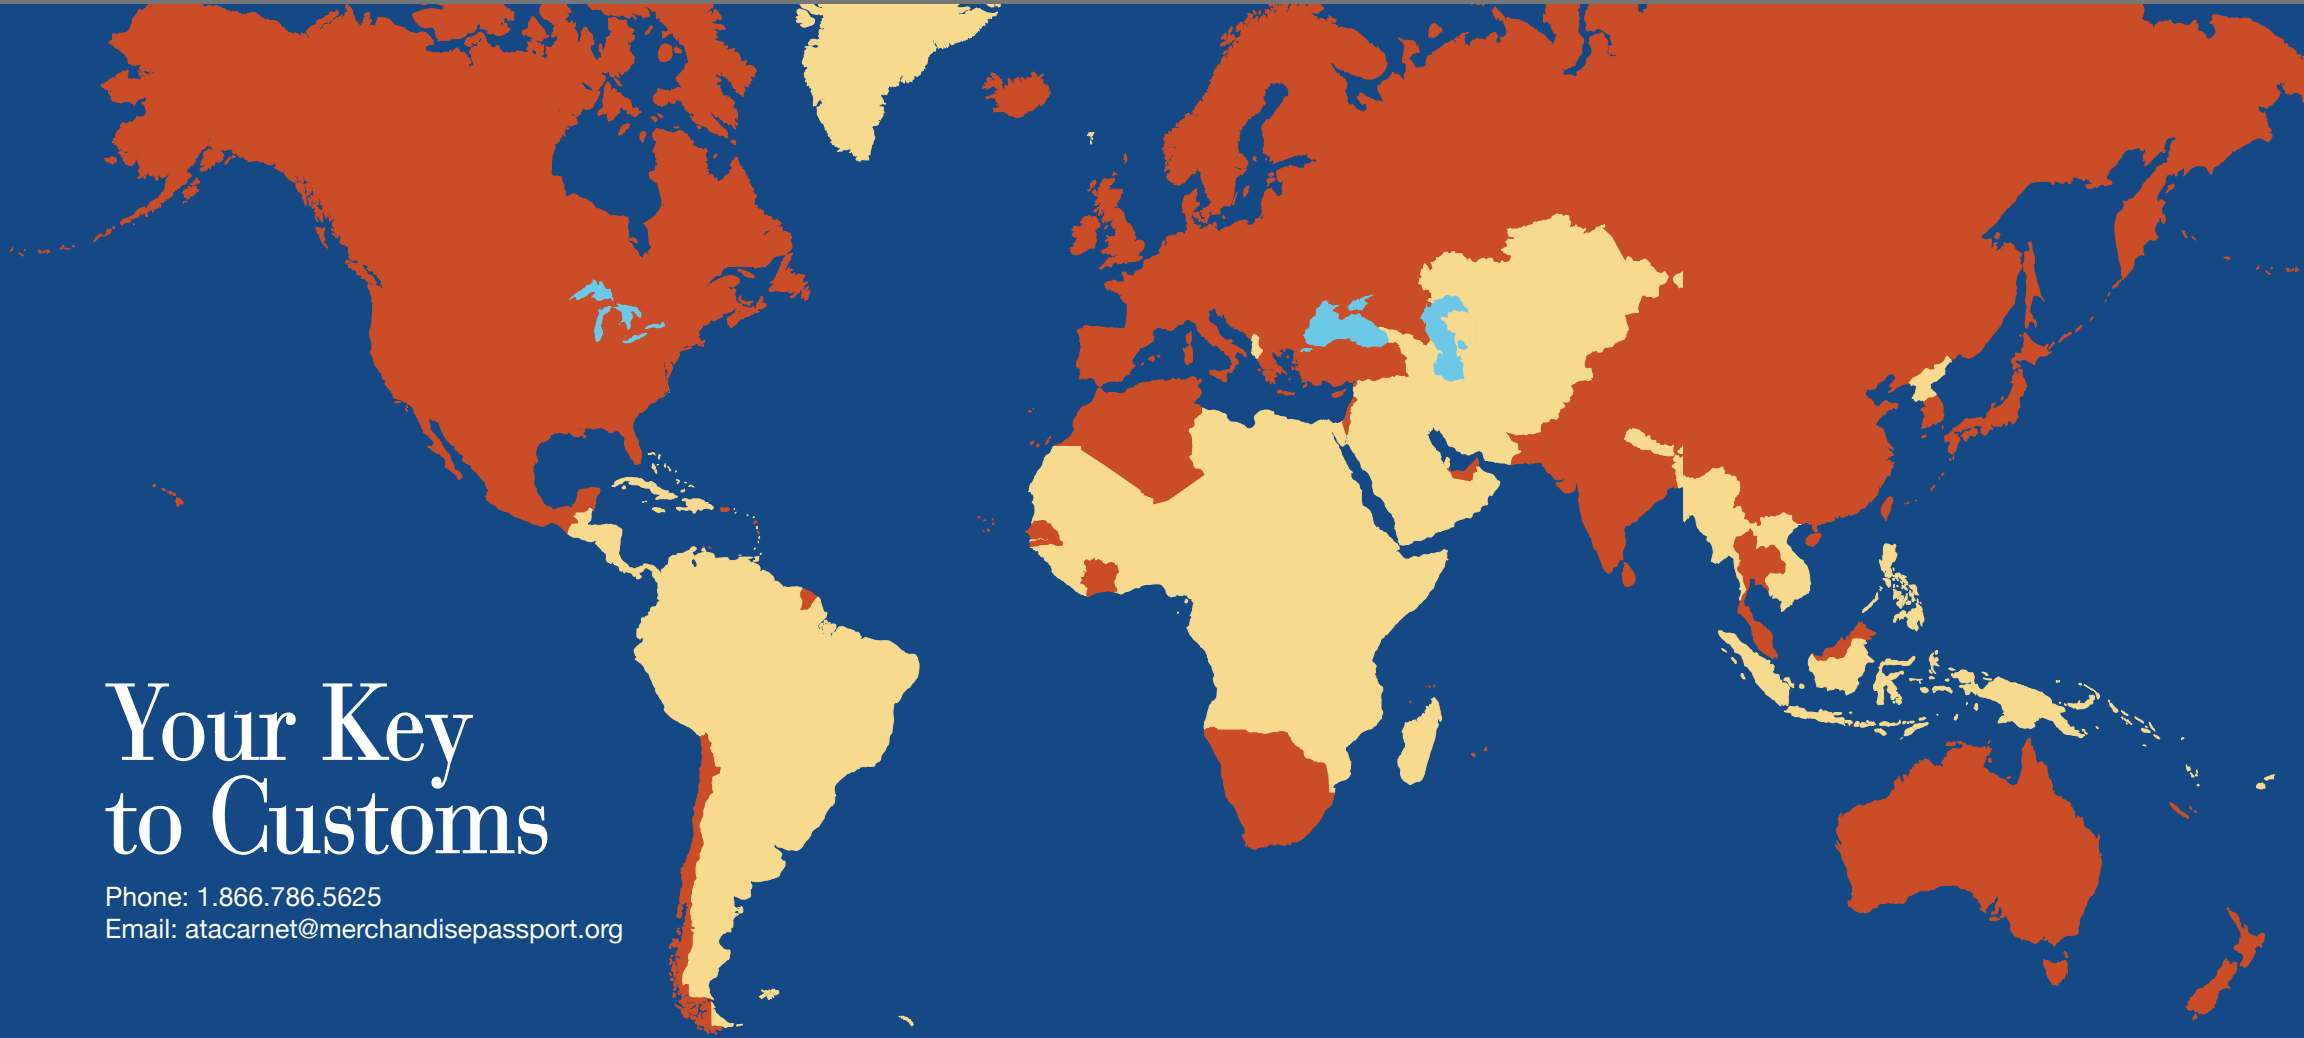 Your Key
to Customs
Phone: 1.866.786.5625
Email: atacarnet@merchandisepassport.org